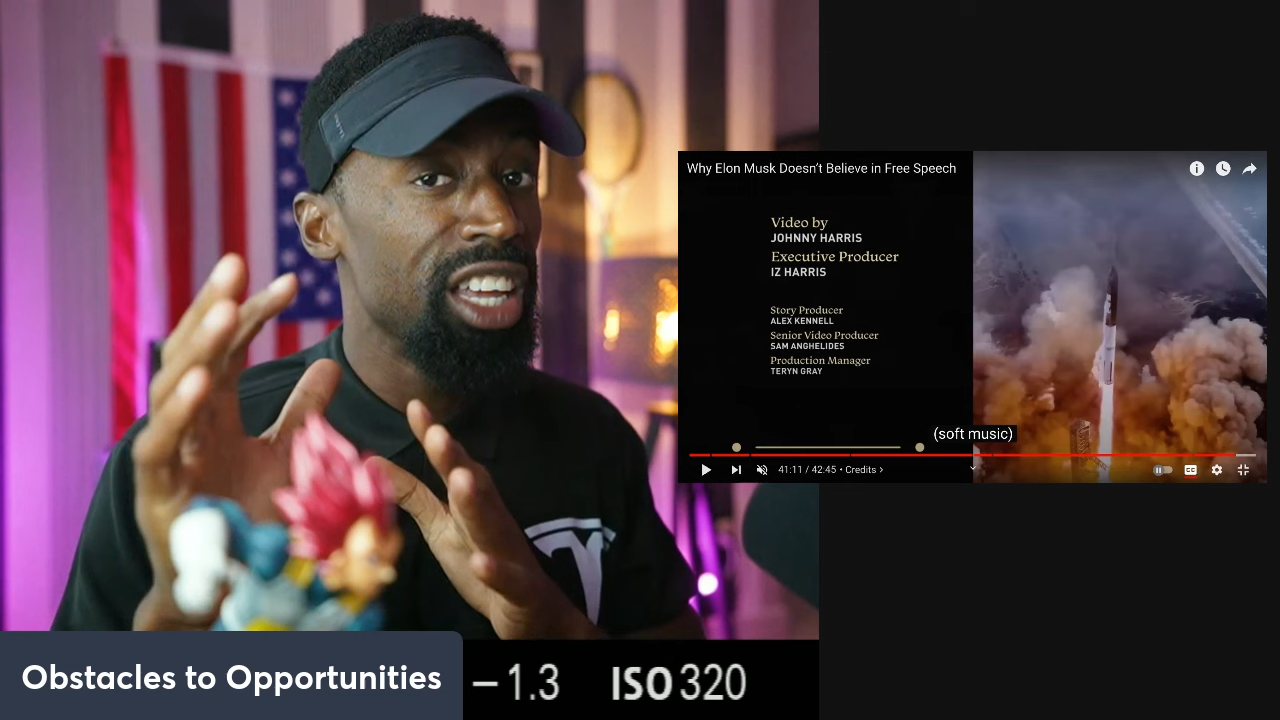 Why Elon Musk Doesn't Believe in Free Speech
Video by
JOHNNY HARRIS
Executive Producer
IZ HARRIS
Story Producer
ALEX KENNELL
Senior Video Producer
SAM ANGHELIDES
Production Manager
TERYN GRAY
(soft music)
41:11 / 42:45 • Credits ›
CC
Obstacles to Opportunities
– 1.3 ISO 320